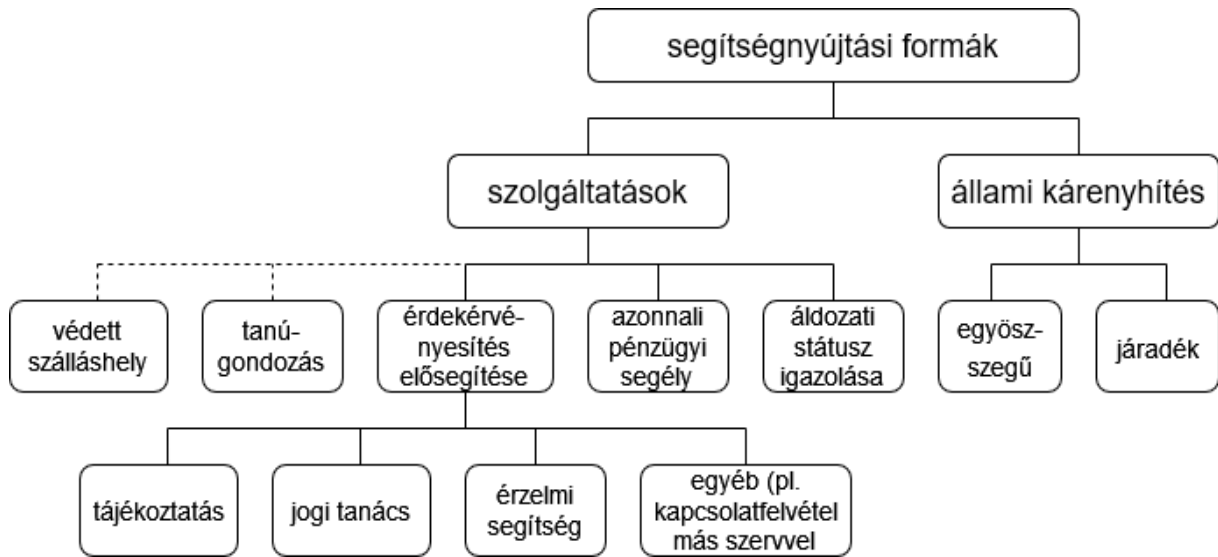 segítségnyújtási formák
szolgáltatások
állami kárenyhítés
védett
szálláshely
tanú-
gondozás
érdekérvé-
nyesítés
elősegítése
azonnali
pénzügyi
segély
áldozati
státusz
igazolása
egyösz-
szegű
járadék
tájékoztatás
jogi tanács
érzelmi
segítség
egyéb (pl.
kapcsolatfelvétel
más szervvel